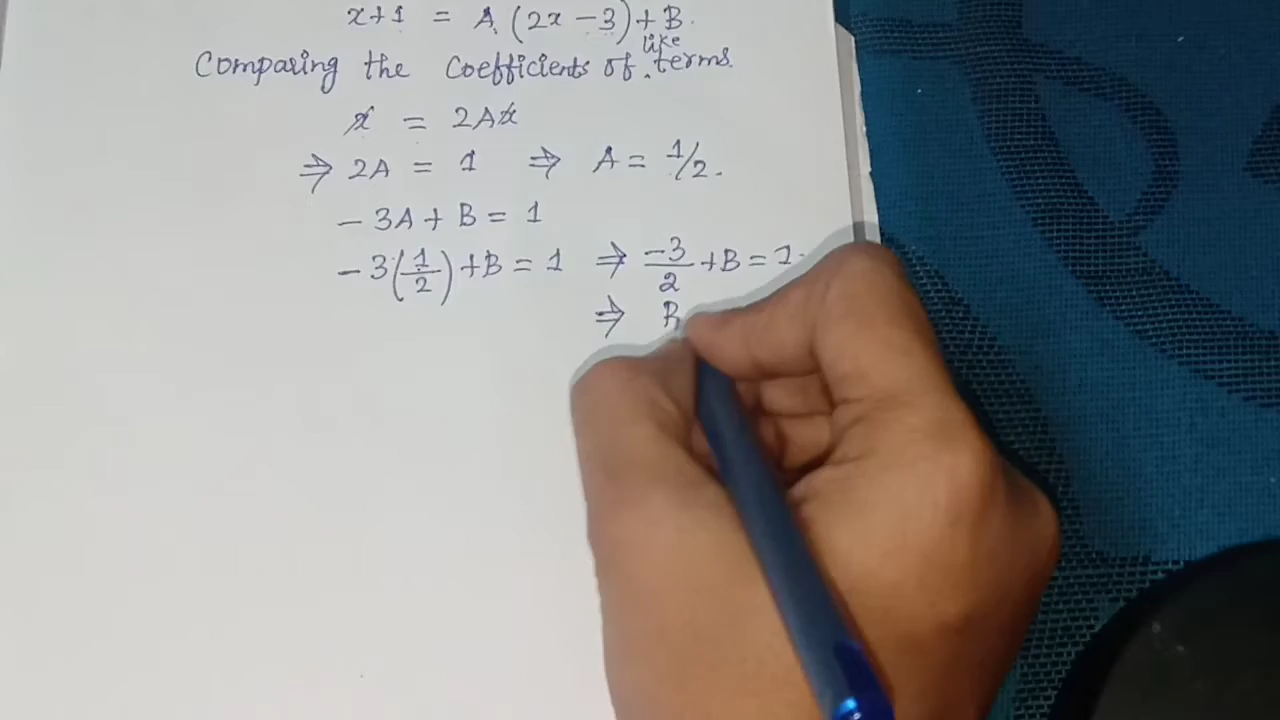 x+1 = A (2x -3) + B.
Comparing the Coefficients of like terms.
x = 2Ax
⇒ 2A = 1 ⇒ A = 1/2.
- 3A + B = 1
- 3(1/2) + B = 1 ⇒ -3/2 + B = 1.
⇒ B